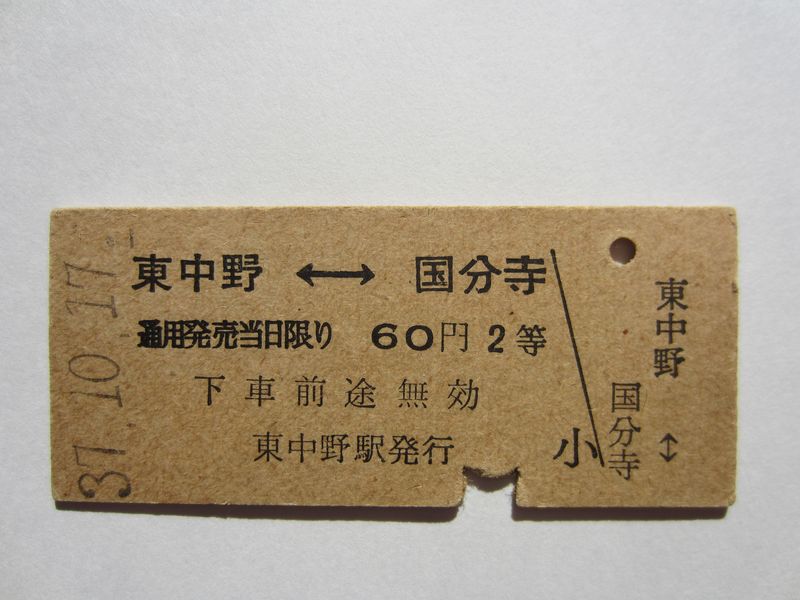 37.10.17
東中野 ↔ 国分寺
通用発売当日限り 60円 2等
下車前途無効
東中野駅発行
小
東中野
↔
国分寺